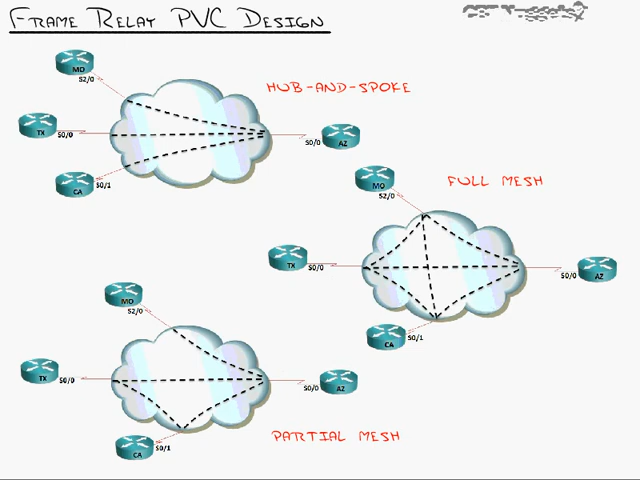 FRAME RELAY PVC DESIGN
MO
S2/0
HUB-AND-SPOKE
TX
S0/0
S0/0
AZ
CA
S0/1
MO
S2/0
FULL MESH
TX
S0/0
S0/0
AZ
CA
S0/1
MO
S2/0
TX
S0/0
S0/0
AZ
CA
S0/1
PARTIAL MESH